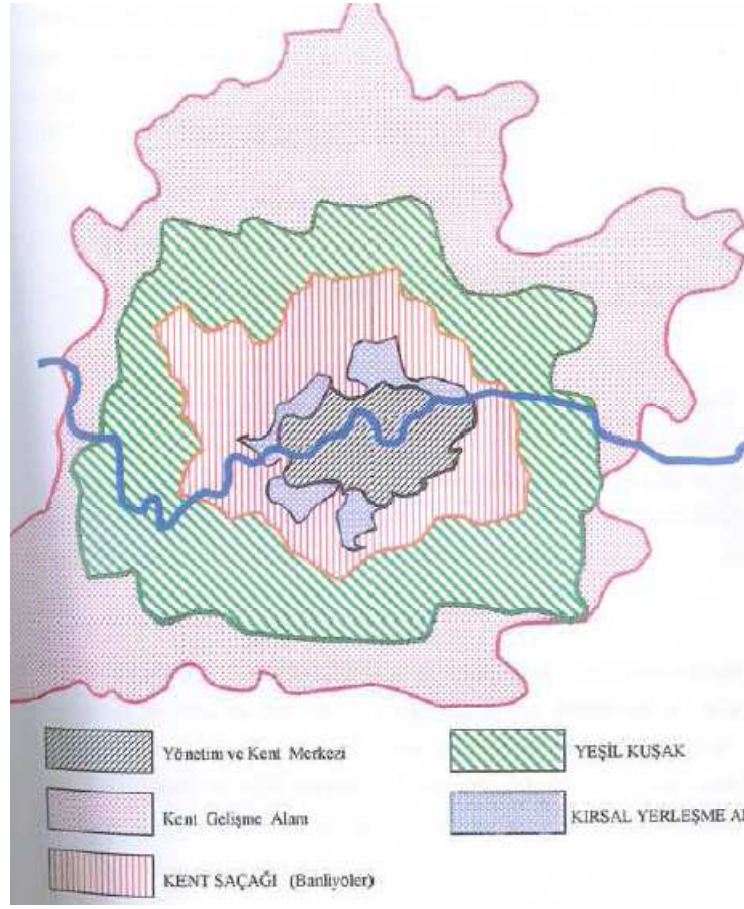 Yönetim ve Kent Merkezi
YEŞİL KUŞAK
Kent Gelişme Alanı
KIRSAL YERLEŞME
KENT SAÇAĞI (Banliyöler)